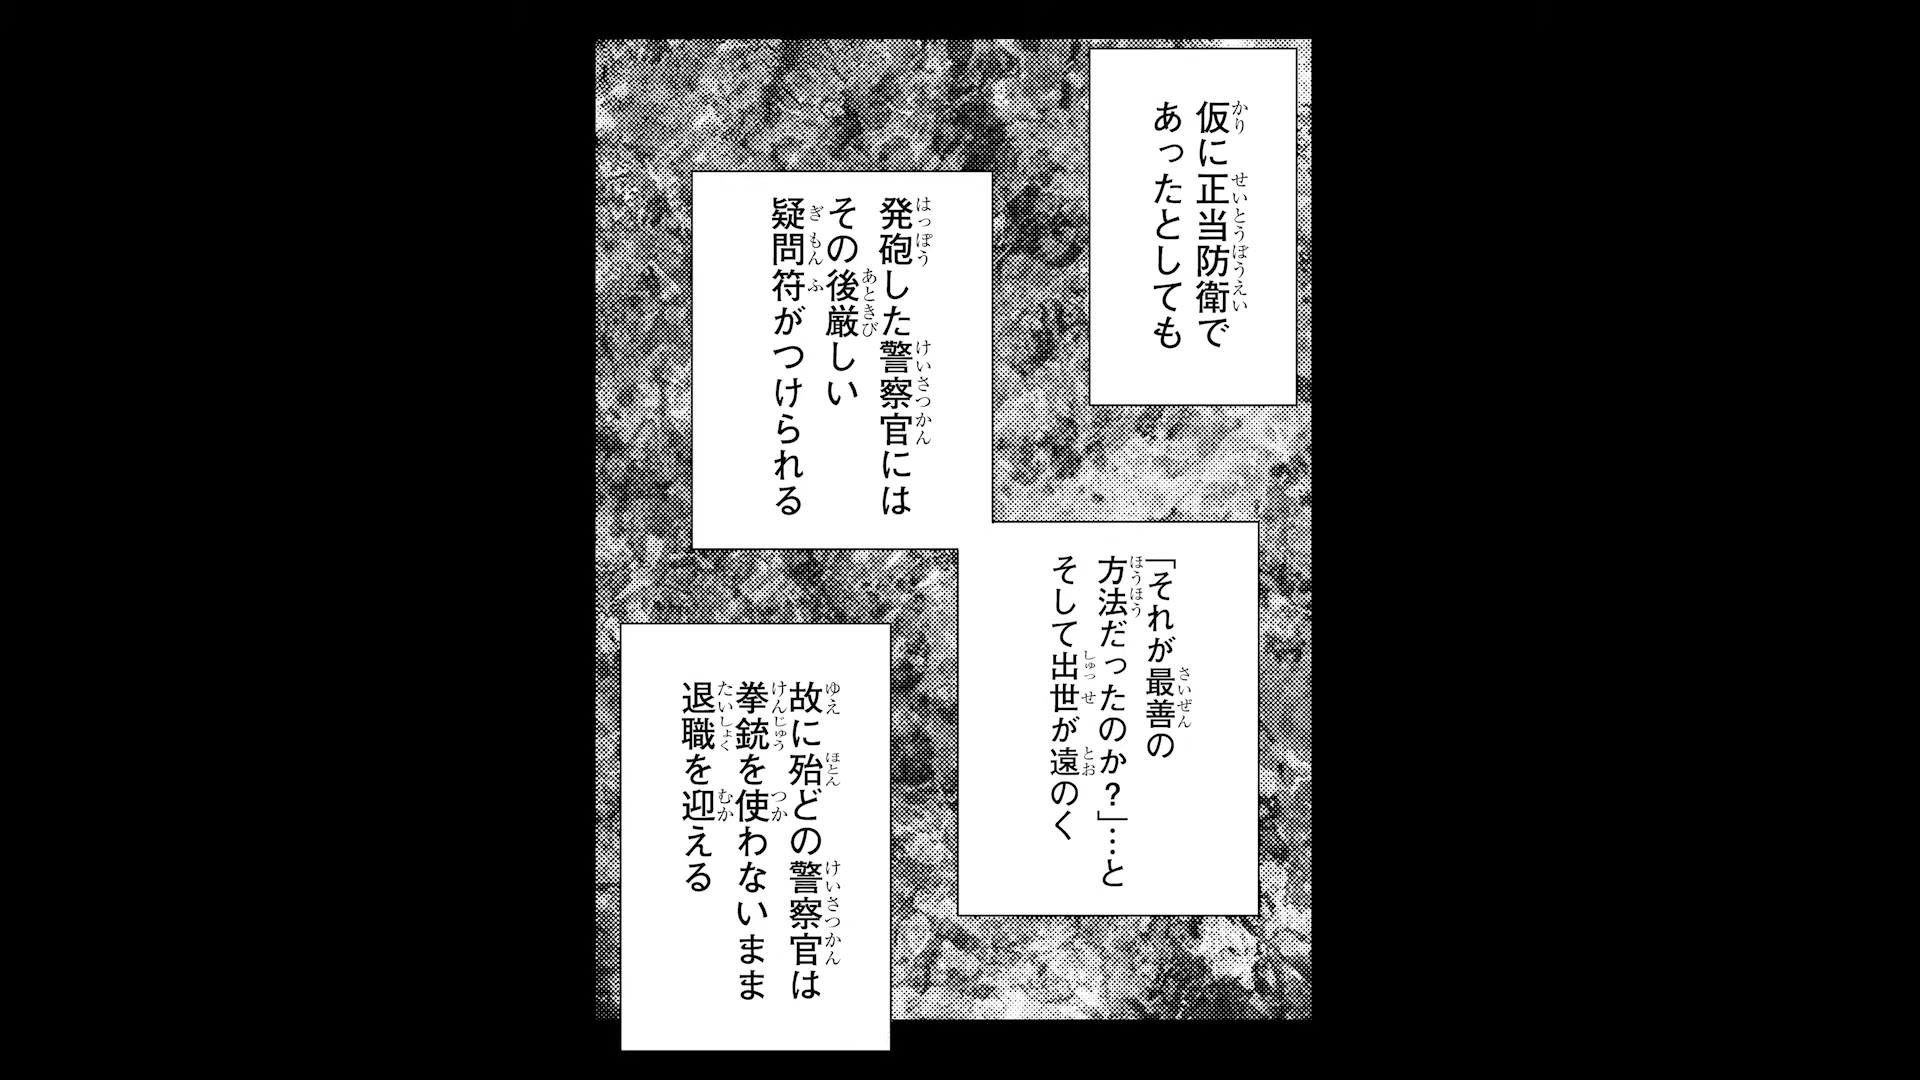 仮に正当防衛で
あったとしても
発砲した警察官には
その後厳しい
疑問符がつけられる
「それが最善の
方法だったのか?」…と
そして出世が遠のく
故に殆どの警察官は
拳銃を使わないまま
退職を迎える